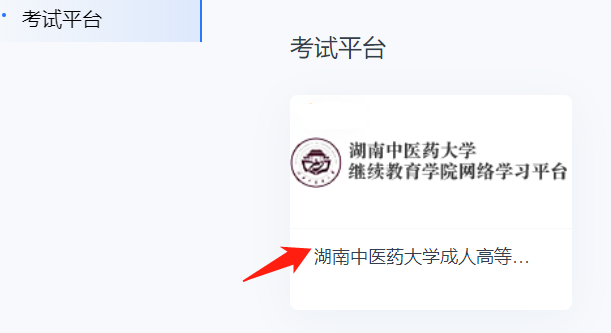 考试平台
考试平台
湖南中医药大学
继续教育学院网络学习平台
湖南中医药大学成人高等...